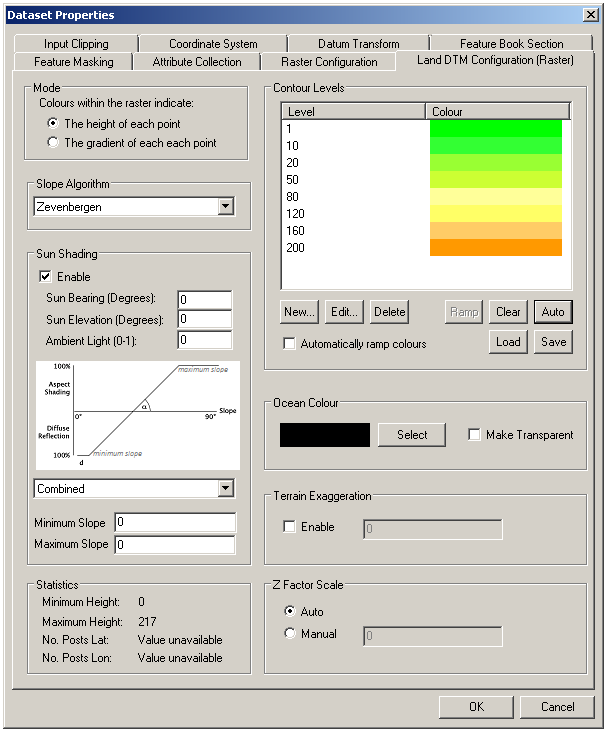 Dataset Properties
Input Clipping
Coordinate System
Datum Transform
Feature Book Section
Feature Masking
Attribute Collection
Raster Configuration
Land DTM Configuration (Raster)
Mode
Colours within the raster indicate:
The height of each point
The gradient of each each point
Slope Algorithm
Zevenbergen
Sun Shading
Enable
Sun Bearing (Degrees): 0
Sun Elevation (Degrees): 0
Ambient Light (0-1): 0
100%
maximum slope
Aspect
Shading
α
Slope
0°
90°
Diffuse
Reflection
100%
minimum slope
d
Combined
Minimum Slope 0
Maximum Slope 0
Statistics
Minimum Height: 0
Maximum Height: 217
No. Posts Lat: Value unavailable
No. Posts Lon: Value unavailable
Contour Levels
Level Colour
1
10
20
50
80
120
160
200
New... Edit... Delete Ramp Clear Auto
Automatically ramp colours
Load Save
Ocean Colour
Select
Make Transparent
Terrain Exaggeration
Enable 0
Z Factor Scale
Auto
Manual 0
OK Cancel